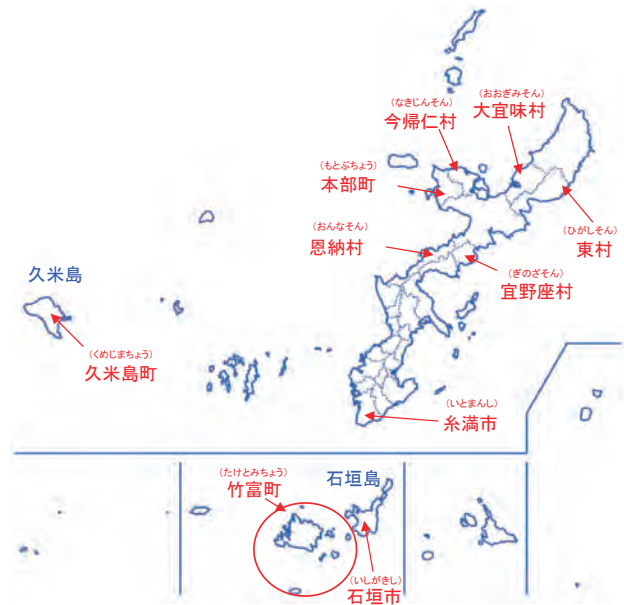 (なきじんそん)
今帰仁村
(おおぎみそん)
大宜味村
(もとぶちょう)
本部町
(ひがしそん)
東村
(おんなそん)
恩納村
(ぎのざそん)
宜野座村
久米島
(くめじまちょう)
久米島町
(いとまんし)
糸満市
(たけとみちょう)
竹富町
石垣島
(いしがきし)
石垣市